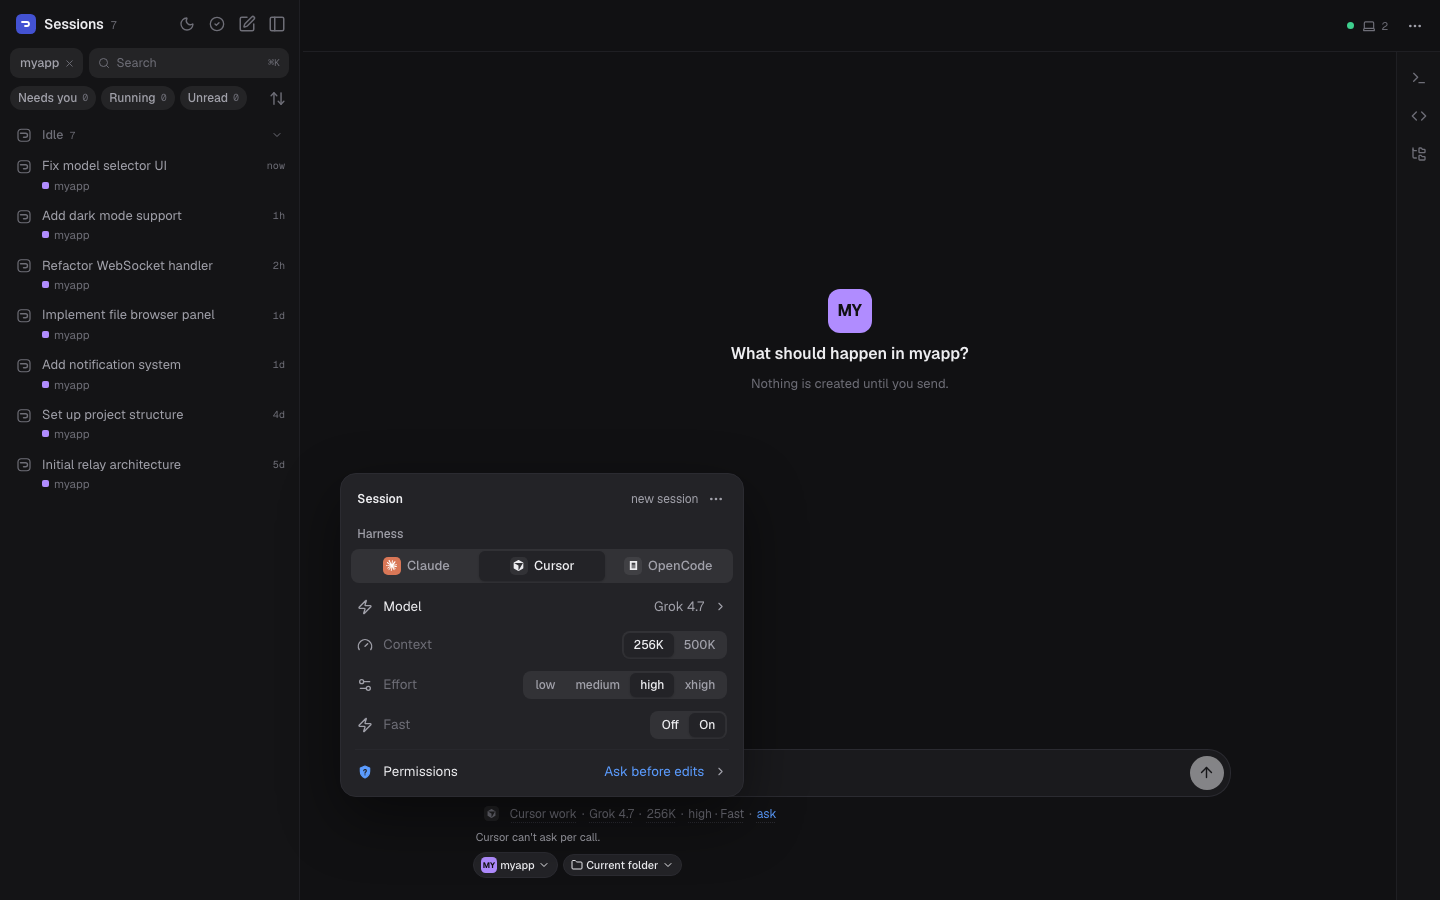 Sessions 7
myapp
Search ⌘K
Needs you 0 Running 0 Unread 0
Idle 7
Fix model selector UI now
myapp
Add dark mode support 1h
myapp
Refactor WebSocket handler 2h
myapp
Implement file browser panel 1d
myapp
Add notification system 1d
myapp
Set up project structure 4d
myapp
Initial relay architecture 5d
myapp
2
MY
What should happen in myapp?
Nothing is created until you send.
Session new session
Harness
Claude Cursor OpenCode
Model Grok 4.7
Context 256K 500K
Effort low medium high xhigh
Fast Off On
Permissions Ask before edits
Cursor work · Grok 4.7 · 256K · high · Fast · ask
Cursor can't ask per call.
MY myapp Current folder